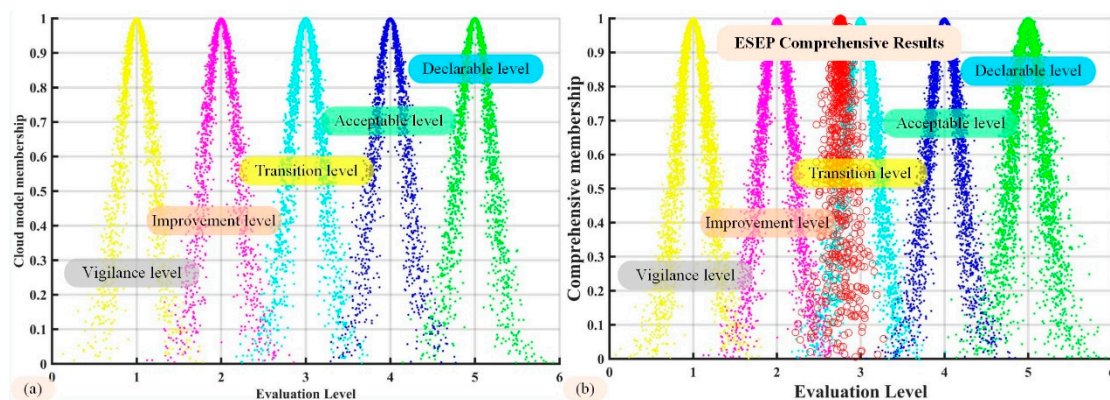 Cloud model membership
1
0.9
0.8
0.7
0.6
0.5
0.4
0.3
0.2
0.1
0
Declarable level
Acceptable level
Transition level
Improvement level
Vigilance level
0 1 2 3 4 5 6
(a)
Evaluation Level
Comprehensive membership
1
0.9
0.8
0.7
0.6
0.5
0.4
0.3
0.2
0.1
0
ESEP Comprehensive Results
Declarable level
Acceptable level
Transition level
Improvement level
Vigilance level
0 1 2 3 4 5 6
(b)
Evaluation Level